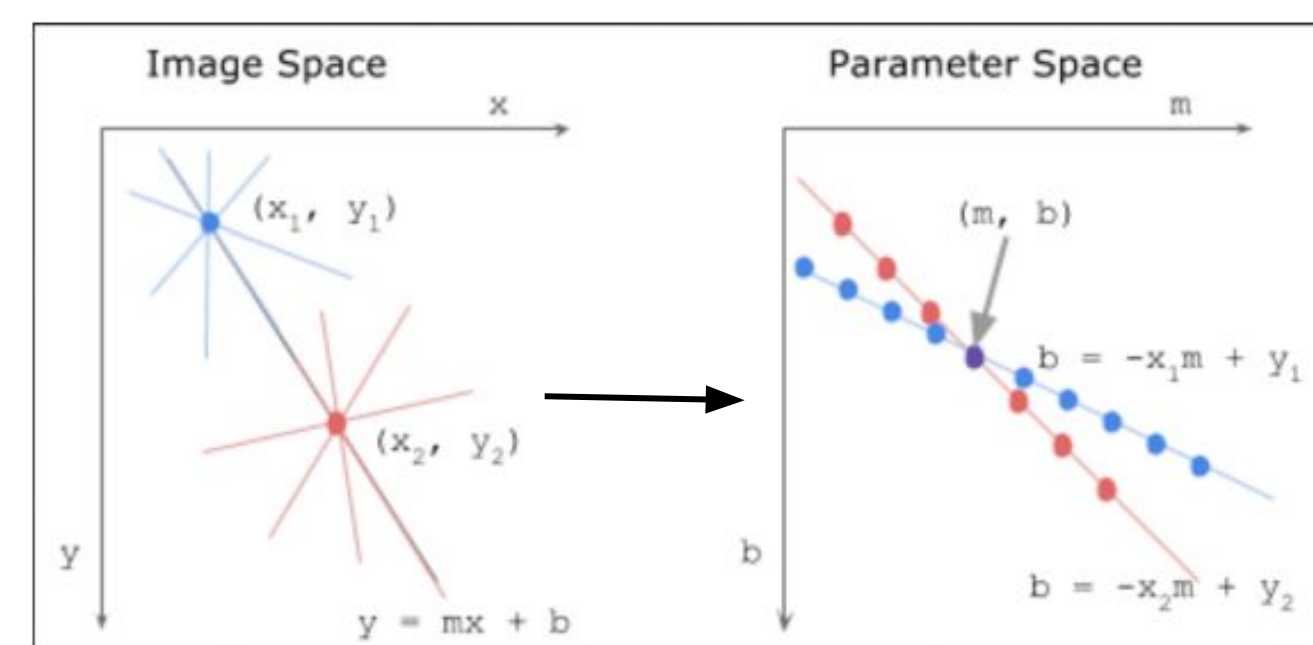 Image Space
x
(x₁, y₁)
(x₂, y₂)
y
y = mx + b
Parameter Space
m
(m, b)
b = -x₁m + y₁
b
b = -x₂m + y₂